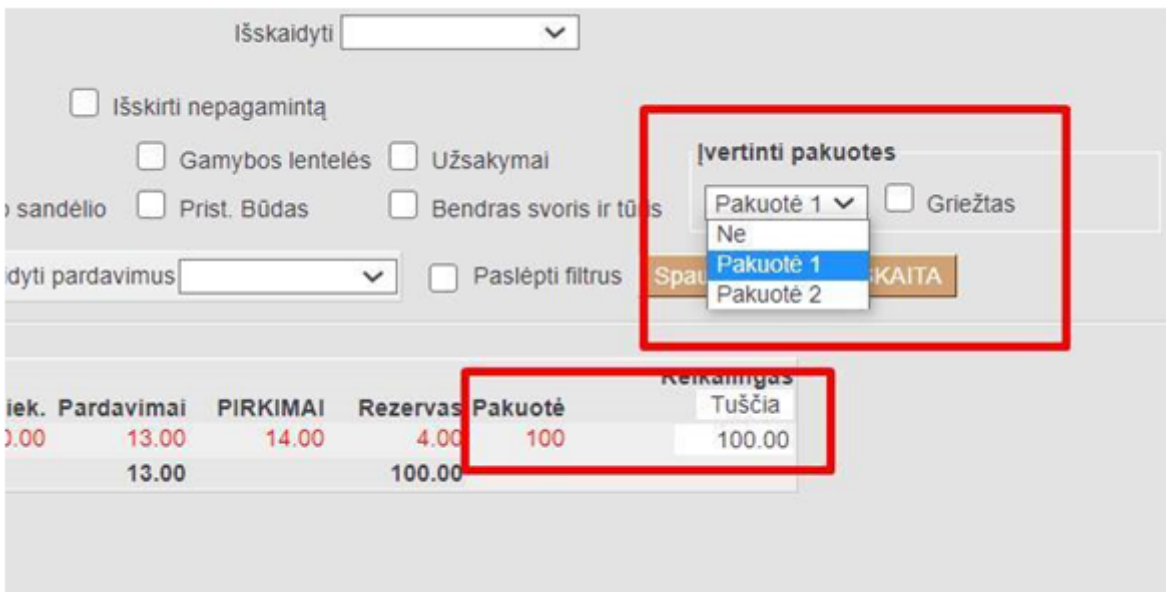 Išskaidyti
Išskirti nepagamintą
Gamybos lentelės Užsakymai
Įvertinti pakuotes
sandėlio Prist. Būdas Bendras svoris ir tūris
Pakuotė 1 Griežtas
Ne
Pakuotė 1
Pakuotė 2
idyti pardavimus Paslėpti filtrus Spau KAITA
Reikalingas
iek. Pardavimai PIRKIMAI Rezervas Pakuotė Tuščia
0.00 13.00 14.00 4.00 100 100.00
13.00 100.00